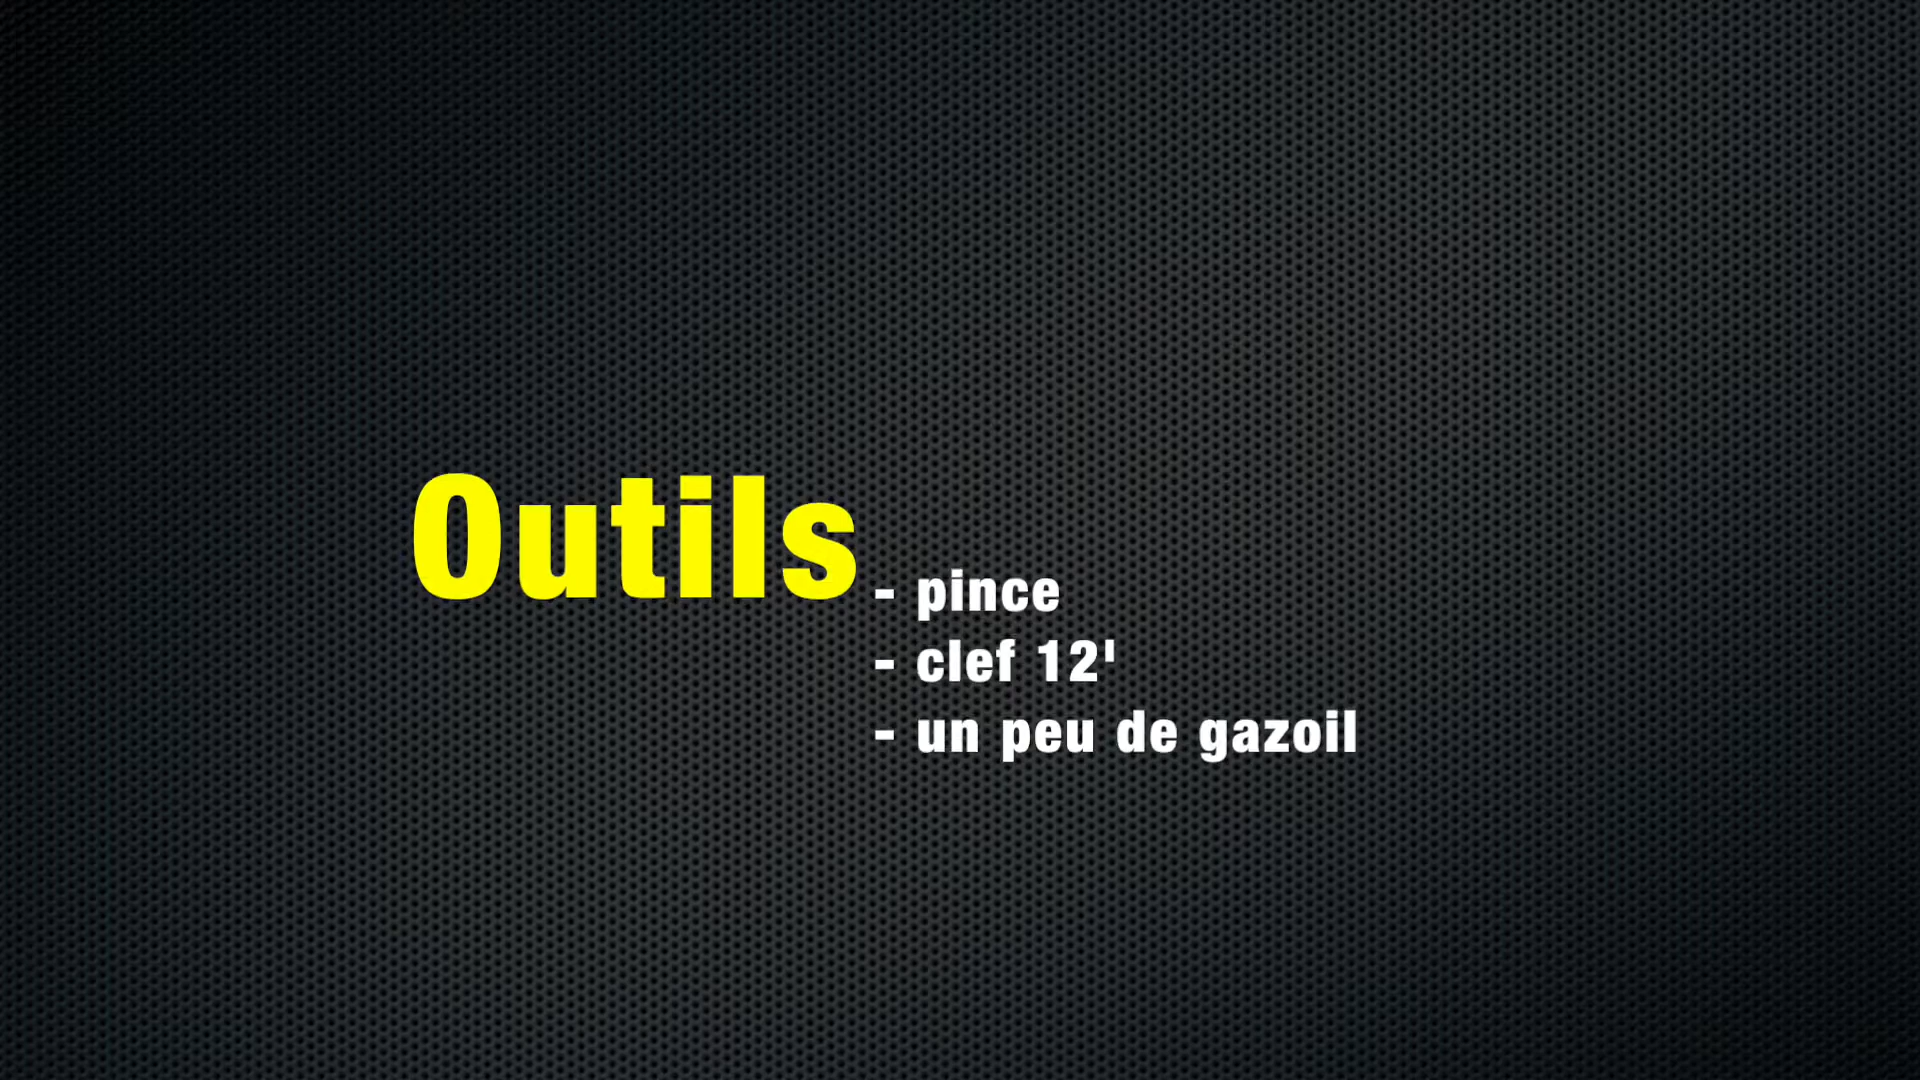 Outils
- pince
- clef 12'
- un peu de gazoil